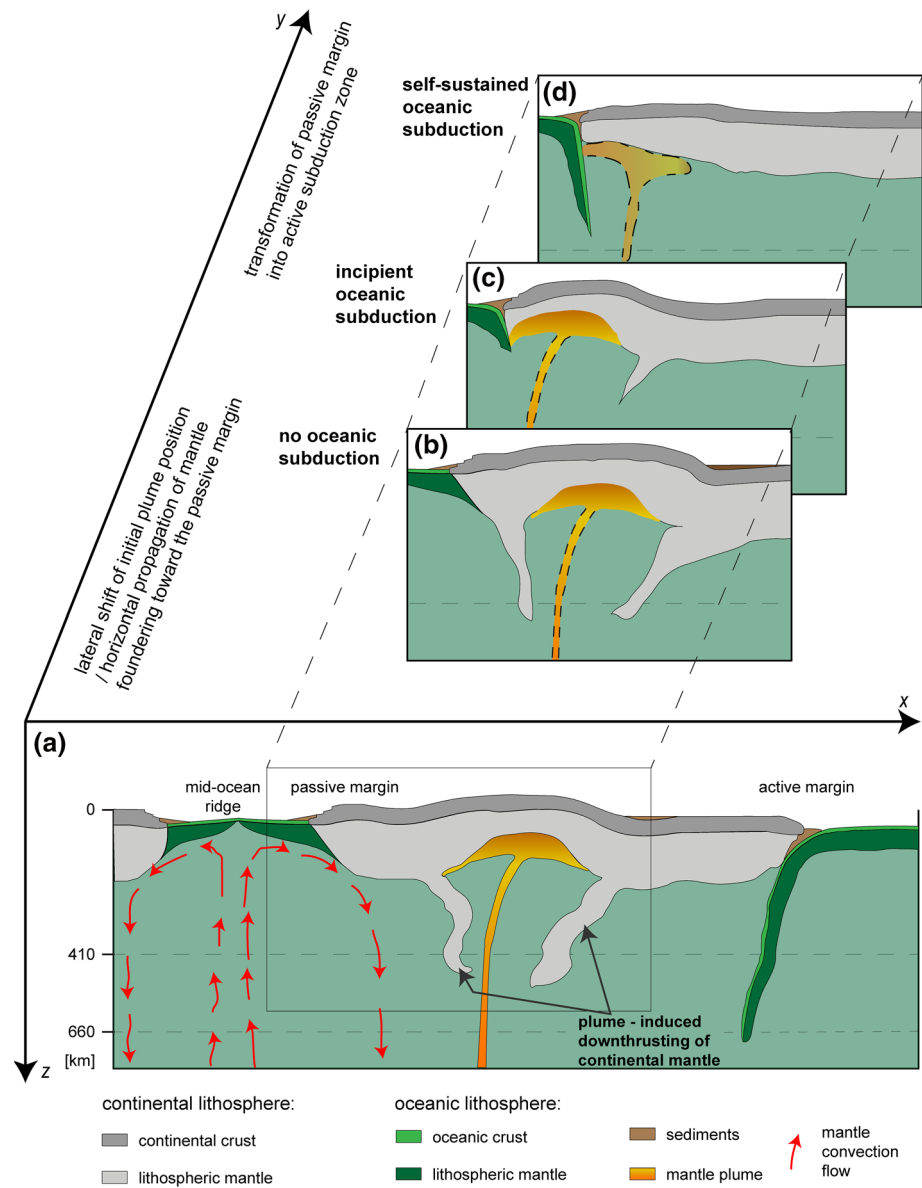 y
transformation of passive margin
into active subduction zone
lateral shift of initial plume position
/ horizontal propagation of mantle
foundering toward the passive margin
self-sustained
oceanic
subduction
(d)
incipient
oceanic
subduction
(c)
no oceanic
subduction
(b)
x
(a)
mid-ocean
ridge
passive margin
active margin
0
410
660
[km]
z
plume - induced
downthrusting of
continental mantle
continental lithosphere:
continental crust
lithospheric mantle
oceanic lithosphere:
oceanic crust
lithospheric mantle
sediments
mantle plume
mantle
convection
flow